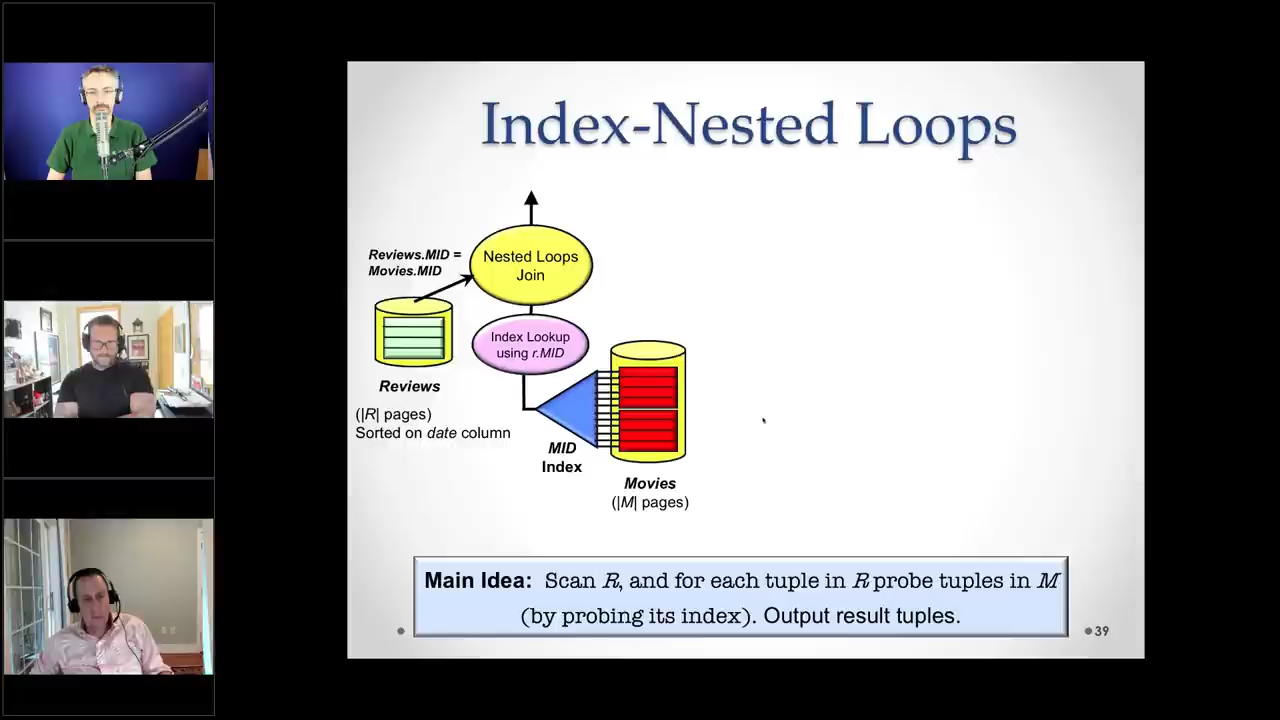 Index-Nested Loops
Reviews.MID =
Movies.MID
Nested Loops
Join
Index Lookup
using r.MID
Reviews
(|R| pages)
Sorted on date column
MID
Index
Movies
(|M| pages)
Main Idea: Scan R, and for each tuple in R probe tuples in M
(by probing its index). Output result tuples.
39